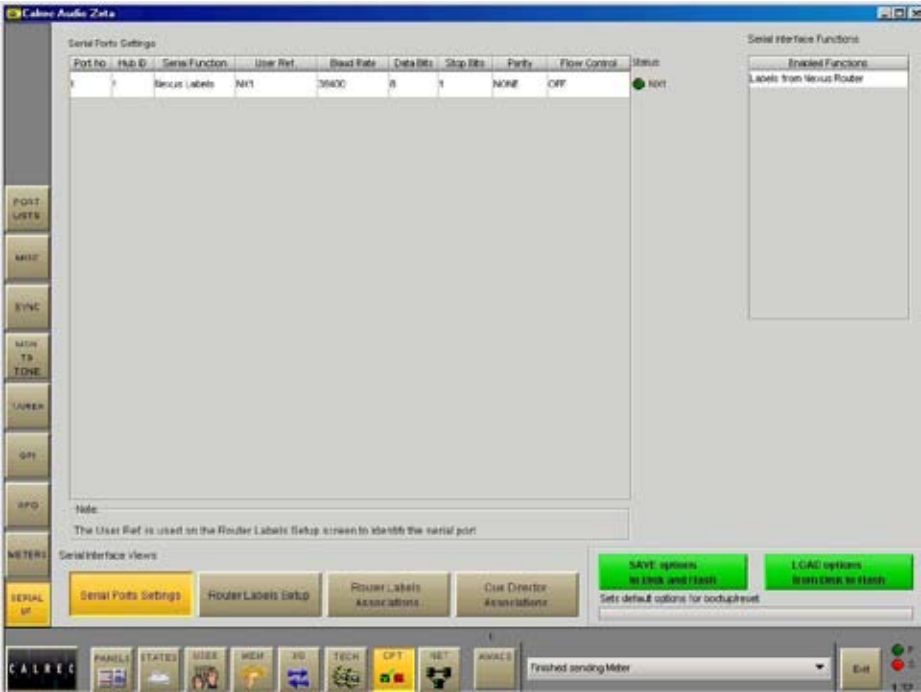 Calrec Audio Zeta
Serial Ports Settings
Port No Hub ID Serial Function User Ref. Baud Rate Data Bits Stop Bits Parity Flow Control Status
1 1 Nexus Labels NX1 38400 8 1 NONE OFF NX1
Serial Interface Functions
Enabled Functions
Labels from Nexus Router
PORT
LISTS
MISC
SYNC
MON
TB
TONE
GPI
GPO
METERS
SERIAL
I/F
Note:
The User Ref is used on the Router Labels Setup screen to identify the serial port
Serial Interface Views
Serial Ports Settings
Router Labels Setup
Router Labels
Associations
Cue Director
Associations
SAVE options
to Disk and Flash
LOAD options
from Disk to Flash
Sets default options for bootup/reset
CALREC
PANELS
STATES
USER
MEM
I/O
TECH
OPT
NET
1
AWACS
Finished sending Meter
Exit
P